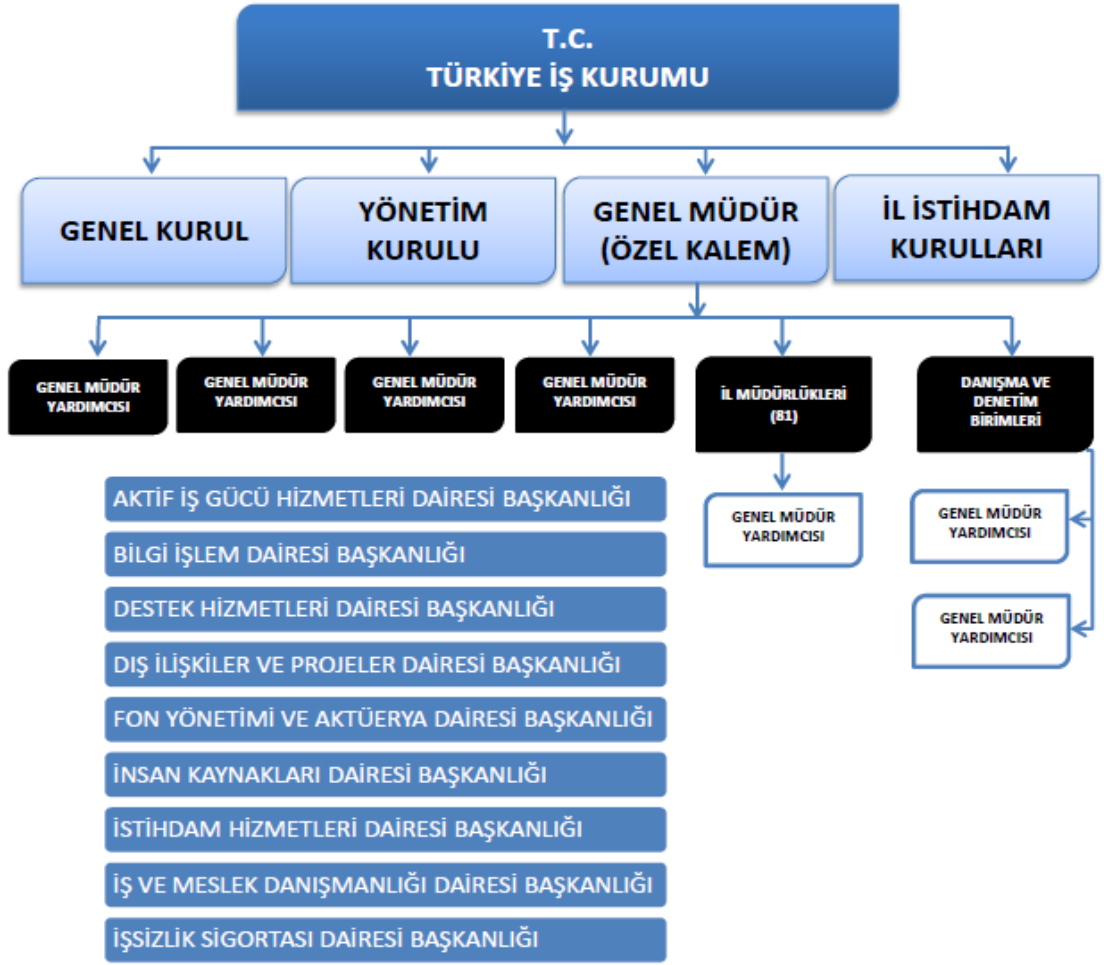 T.C.
TÜRKİYE İŞ KURUMU
GENEL KURUL
YÖNETİM
KURULU
GENEL MÜDÜR
(ÖZEL KALEM)
İL İSTİHDAM
KURULLARI
GENEL MÜDÜR
YARDIMCISI
GENEL MÜDÜR
YARDIMCISI
GENEL MÜDÜR
YARDIMCISI
GENEL MÜDÜR
YARDIMCISI
İL MÜDÜRLÜKLERİ
(81)
DANIŞMA VE
DENETİM
BİRİMLERİ
GENEL MÜDÜR
YARDIMCISI
GENEL MÜDÜR
YARDIMCISI
GENEL MÜDÜR
YARDIMCISI
AKTİF İŞ GÜCÜ HİZMETLERİ DAİRESİ BAŞKANLIĞI
BİLGİ İŞLEM DAİRESİ BAŞKANLIĞI
DESTEK HİZMETLERİ DAİRESİ BAŞKANLIĞI
DIŞ İLİŞKİLER VE PROJELER DAİRESİ BAŞKANLIĞI
FON YÖNETİMİ VE AKTÜERYA DAİRESİ BAŞKANLIĞI
İNSAN KAYNAKLARI DAİRESİ BAŞKANLIĞI
İSTİHDAM HİZMETLERİ DAİRESİ BAŞKANLIĞI
İŞ VE MESLEK DANIŞMANLIĞI DAİRESİ BAŞKANLIĞI
İŞSİZLİK SİGORTASI DAİRESİ BAŞKANLIĞI